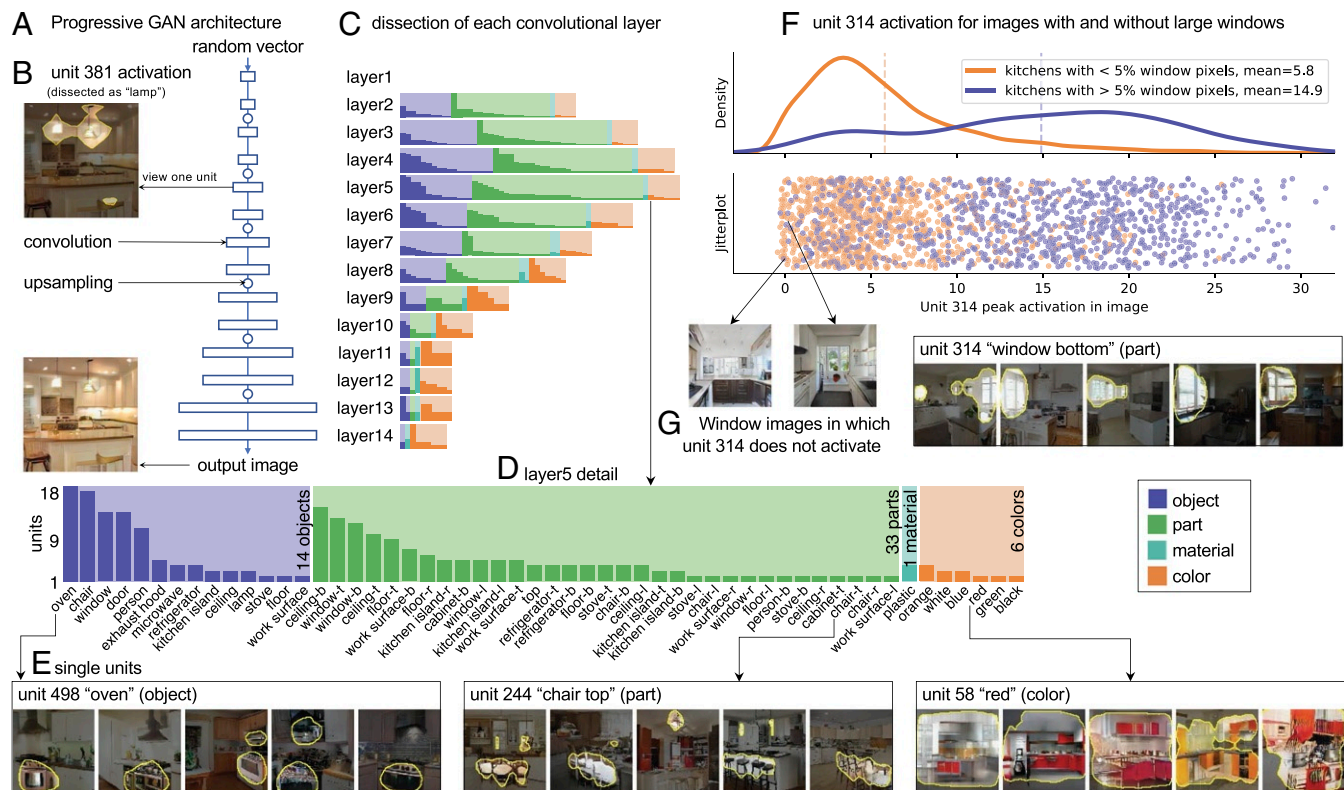 A Progressive GAN architecture
random vector
B unit 381 activation
(dissected as “lamp”)
view one unit
convolution
upsampling
output image
C dissection of each convolutional layer
layer1
layer2
layer3
layer4
layer5
layer6
layer7
layer8
layer9
layer10
layer11
layer12
layer13
layer14
F unit 314 activation for images with and without large windows
Density
kitchens with < 5% window pixels, mean=5.8
kitchens with > 5% window pixels, mean=14.9
Jitterplot
0 5 10 15 20 25 30
Unit 314 peak activation in image
G Window images in which
unit 314 does not activate
unit 314 “window bottom” (part)
D layer5 detail
units
18
9
1
14 objects
33 parts
1 material
6 colors
oven
chair
window
door
person
exhaust hood
microwave
refrigerator
kitchen island
ceiling
lamp
stove
floor
work surface
ceiling-b
window-t
window-b
ceiling-t
floor-t
work surface-b
floor-r
kitchen island-r
cabinet-b
window-l
kitchen island-l
work surface-t
top
refrigerator-t
refrigerator-b
floor-b
stove-t
chair-b
ceiling-l
kitchen island-t
kitchen island-b
stove-l
chair-l
work surface-r
window-r
floor-l
person-b
stove-b
ceiling-r
cabinet-t
chair-t
chair-r
work surface-l
plastic
orange
white
blue
red
green
black
object
part
material
color
E single units
unit 498 “oven” (object)
unit 244 “chair top” (part)
unit 58 “red” (color)